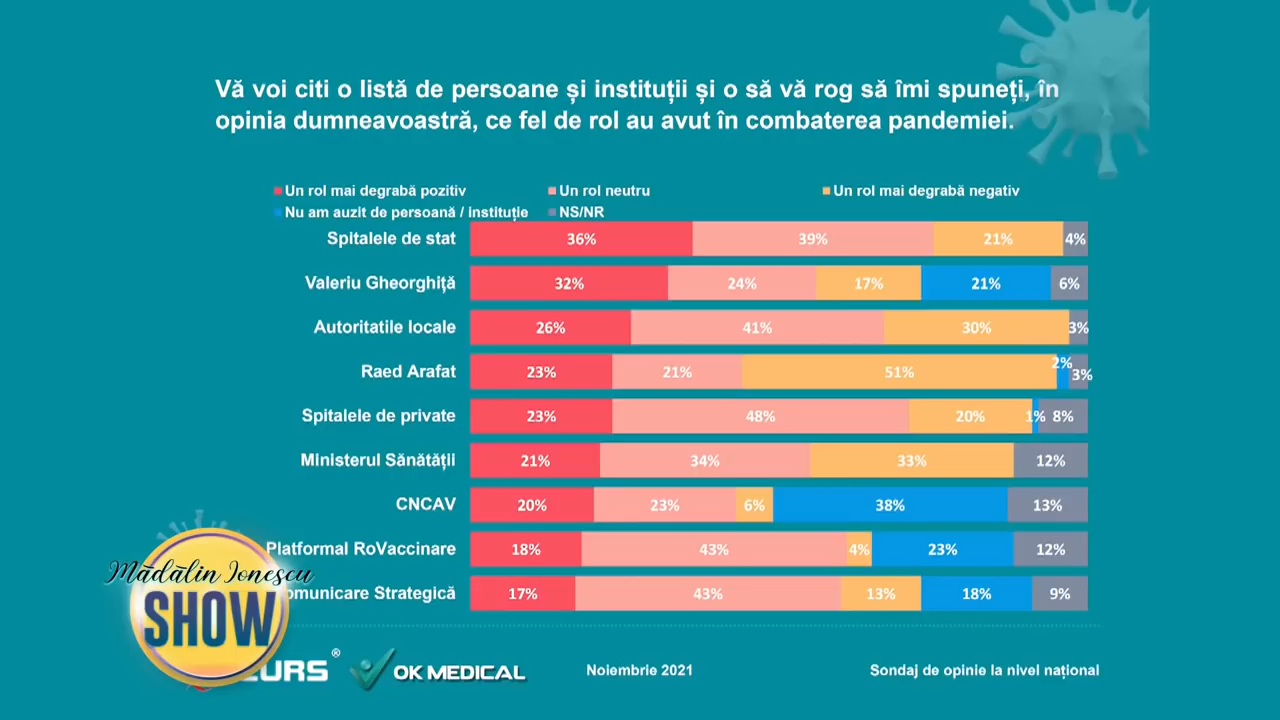 Vă voi citi o listă de persoane și instituții și o să vă rog să îmi spuneți, în
opinia dumneavoastră, ce fel de rol au avut în combaterea pandemiei.
Un rol mai degrabă pozitiv Un rol neutru Un rol mai degrabă negativ
Nu am auzit de persoană / instituție NS/NR
Spitalele de stat 36% 39% 21% 4%
Valeriu Gheorghiță 32% 24% 17% 21% 6%
Autoritatile locale 26% 41% 30% 3%
Raed Arafat 23% 21% 51% 2% 3%
Spitalele de private 23% 48% 20% 1% 8%
Ministerul Sănătății 21% 34% 33% 12%
CNCAV 20% 23% 6% 38% 13%
Platformal RoVaccinare 18% 43% 4% 23% 12%
Strategică 17% 43% 13% 18% 9%
Mădălin Ionescu
SHOW
OK MEDICAL Noiembrie 2021 Sondaj de opinie la nivel național